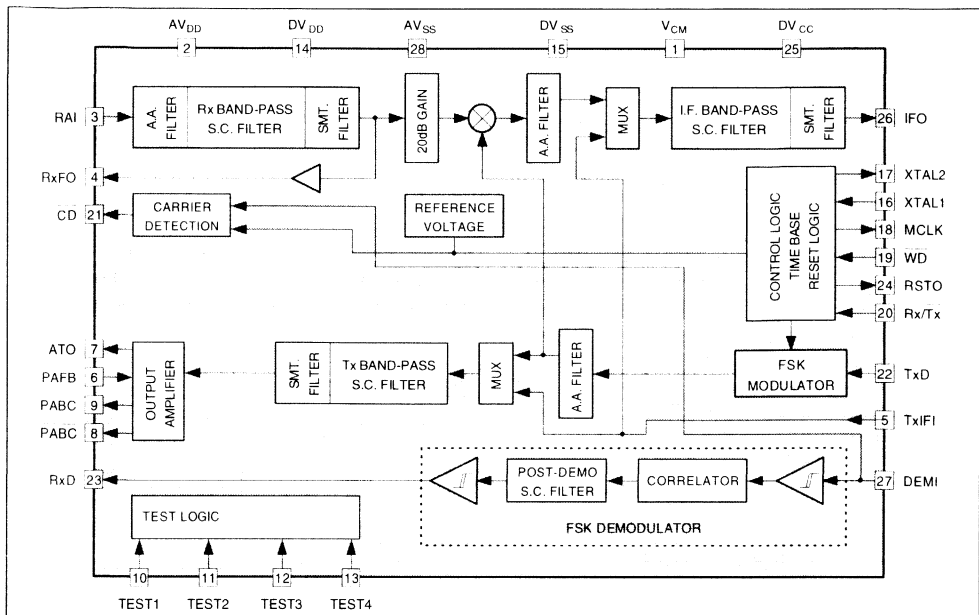 AVDD DVDD AVSS DVSS VCM DVCC
2 14 28 15 1 25
RAI 3
A.A. FILTER
Rx BAND-PASS
S.C. FILTER
SMT. FILTER
20dB GAIN
A.A. FILTER
MUX
I.F. BAND-PASS
S.C. FILTER
SMT. FILTER
26 IFO
RxFO 4
CD 21
CARRIER
DETECTION
REFERENCE
VOLTAGE
CONTROL LOGIC
TIME BASE
RESET LOGIC
17 XTAL2
16 XTAL1
18 MCLK
19 WD
24 RSTO
20 Rx/Tx
ATO 7
PAFB 6
PABC 9
PABC 8
OUTPUT
AMPLIFIER
SMT. FILTER
Tx BAND-PASS
S.C. FILTER
MUX
A.A. FILTER
FSK
MODULATOR
22 TxD
5 TxIFI
RxD 23
POST-DEMO
S.C. FILTER
CORRELATOR
27 DEMI
FSK DEMODULATOR
TEST LOGIC
10 11 12 13
TEST1 TEST2 TEST3 TEST4